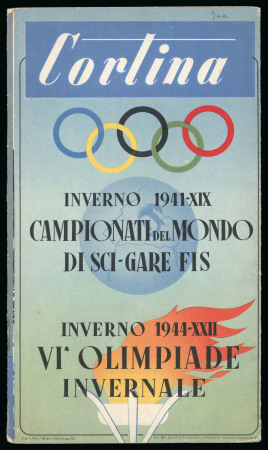 Cortina
INVERNO 1941-XIX
CAMPIONATI DEL MONDO
DI SCI-GARE FIS
INVERNO 1944-XXII
VIª OLIMPIADE
INVERNALE